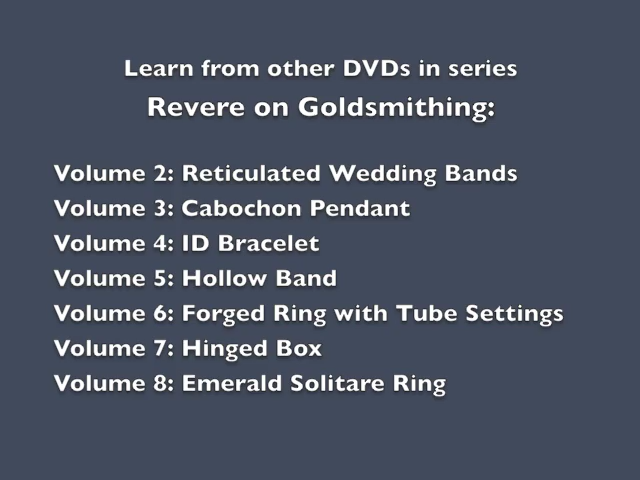 Learn from other DVDs in series
Revere on Goldsmithing:
Volume 2: Reticulated Wedding Bands
Volume 3: Cabochon Pendant
Volume 4: ID Bracelet
Volume 5: Hollow Band
Volume 6: Forged Ring with Tube Settings
Volume 7: Hinged Box
Volume 8: Emerald Solitare Ring